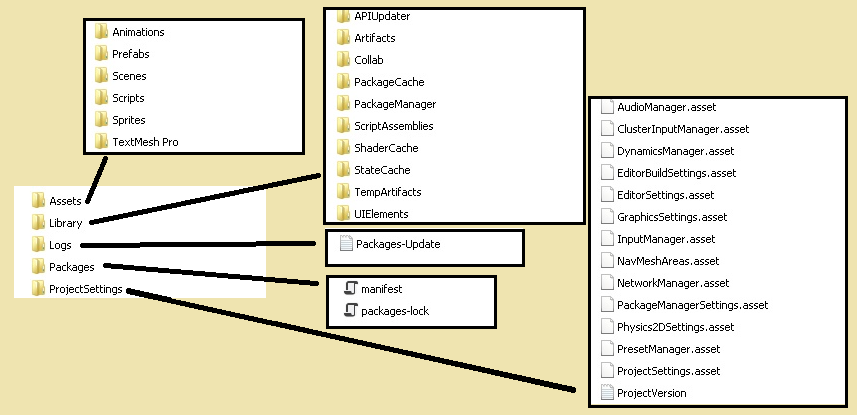 Animations
Prefabs
Scenes
Scripts
Sprites
TextMesh Pro
APIUpdater
Artifacts
Collab
PackageCache
PackageManager
ScriptAssemblies
ShaderCache
StateCache
TempArtifacts
UIElements
AudioManager.asset
ClusterInputManager.asset
DynamicsManager.asset
EditorBuildSettings.asset
EditorSettings.asset
GraphicsSettings.asset
InputManager.asset
NavMeshAreas.asset
NetworkManager.asset
PackageManagerSettings.asset
Physics2DSettings.asset
PresetManager.asset
ProjectSettings.asset
ProjectVersion
Assets
Library
Logs
Packages
ProjectSettings
Packages-Update
manifest
packages-lock